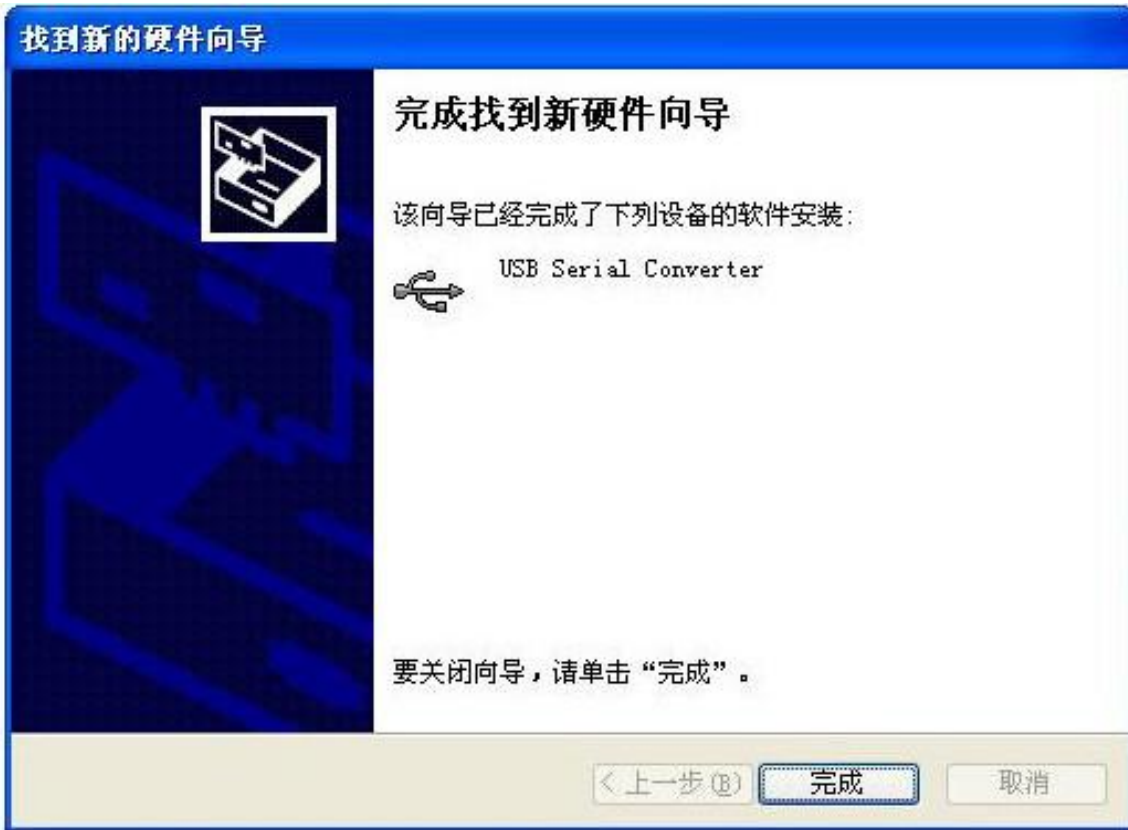 找到新的硬件向导
完成找到新硬件向导
该向导已经完成了下列设备的软件安装:
USB Serial Converter
要关闭向导,请单击“完成”。
<上一步(B)
完成
取消